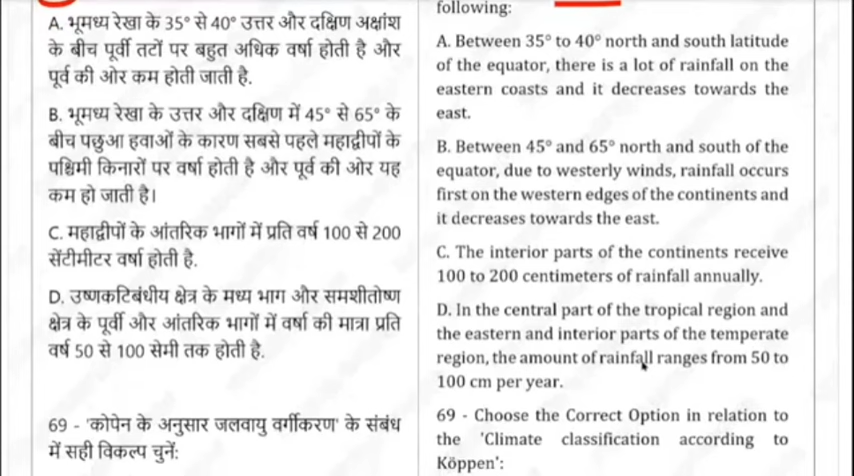 A. भूमध्य रेखा के 35° से 40° उत्तर और दक्षिण अक्षांश
के बीच पूर्वी तटों पर बहुत अधिक वर्षा होती है और
पूर्व की ओर कम होती जाती है.
B. भूमध्य रेखा के उत्तर और दक्षिण में 45° से 65° के
बीच पछुआ हवाओं के कारण सबसे पहले महाद्वीपों के
पश्चिमी किनारों पर वर्षा होती है और पूर्व की ओर यह
कम हो जाती है।
C. महाद्वीपों के आंतरिक भागों में प्रति वर्ष 100 से 200
सेंटीमीटर वर्षा होती है.
D. उष्णकटिबंधीय क्षेत्र के मध्य भाग और समशीतोष्ण
क्षेत्र के पूर्वी और आंतरिक भागों में वर्षा की मात्रा प्रति
वर्ष 50 से 100 सेमी तक होती है.
69 - 'कोपेन के अनुसार जलवायु वर्गीकरण' के संबंध
में सही विकल्प चुनें:
following:
A. Between 35° to 40° north and south latitude
of the equator, there is a lot of rainfall on the
eastern coasts and it decreases towards the
east.
B. Between 45° and 65° north and south of the
equator, due to westerly winds, rainfall occurs
first on the western edges of the continents and
it decreases towards the east.
C. The interior parts of the continents receive
100 to 200 centimeters of rainfall annually.
D. In the central part of the tropical region and
the eastern and interior parts of the temperate
region, the amount of rainfall ranges from 50 to
100 cm per year.
69 - Choose the Correct Option in relation to
the 'Climate classification according to
Köppen':